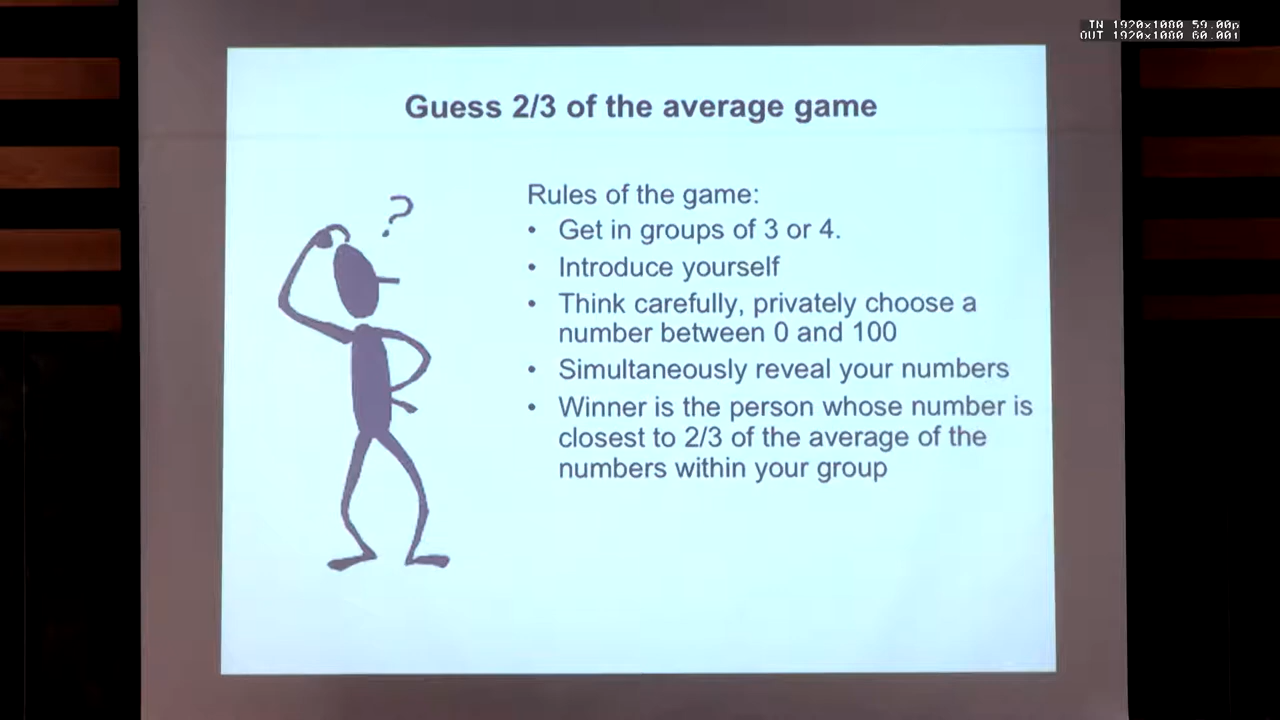 IN 1920x1080 59.00p
OUT 1920x1080 60.00i
Guess 2/3 of the average game
?
Rules of the game:
• Get in groups of 3 or 4.
• Introduce yourself
• Think carefully, privately choose a
number between 0 and 100
• Simultaneously reveal your numbers
• Winner is the person whose number is
closest to 2/3 of the average of the
numbers within your group